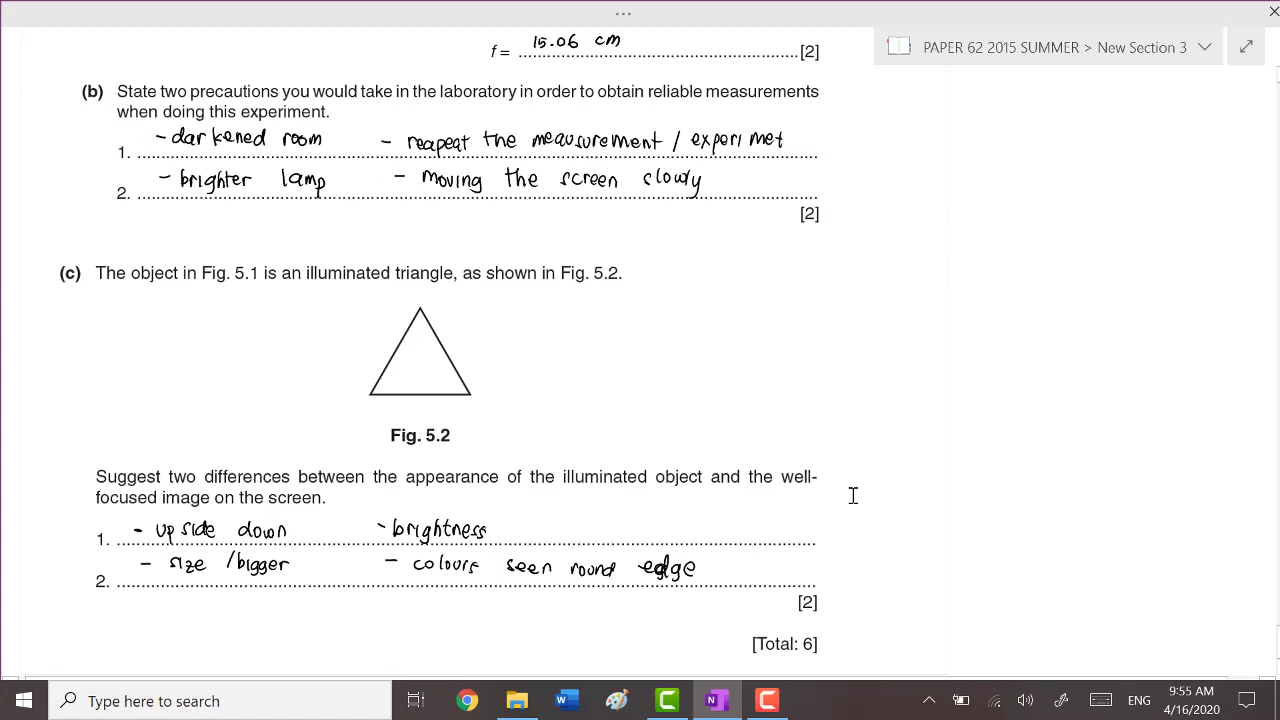 ...
15.06 cm
f = [2]
PAPER 62 2015 SUMMER > New Section 3
(b) State two precautions you would take in the laboratory in order to obtain reliable measurements
when doing this experiment.
- darkened room - reapeat the meausurement / experimet
1.
- brighter lamp - moving the screen slowly
2.
[2]
(c) The object in Fig. 5.1 is an illuminated triangle, as shown in Fig. 5.2.
Fig. 5.2
Suggest two differences between the appearance of the illuminated object and the well-
focused image on the screen.
- upside down - brightness
1.
- size / bigger - colours seen round edge
2.
[2]
[Total: 6]
Type here to search
ENG
9:55 AM
4/16/2020